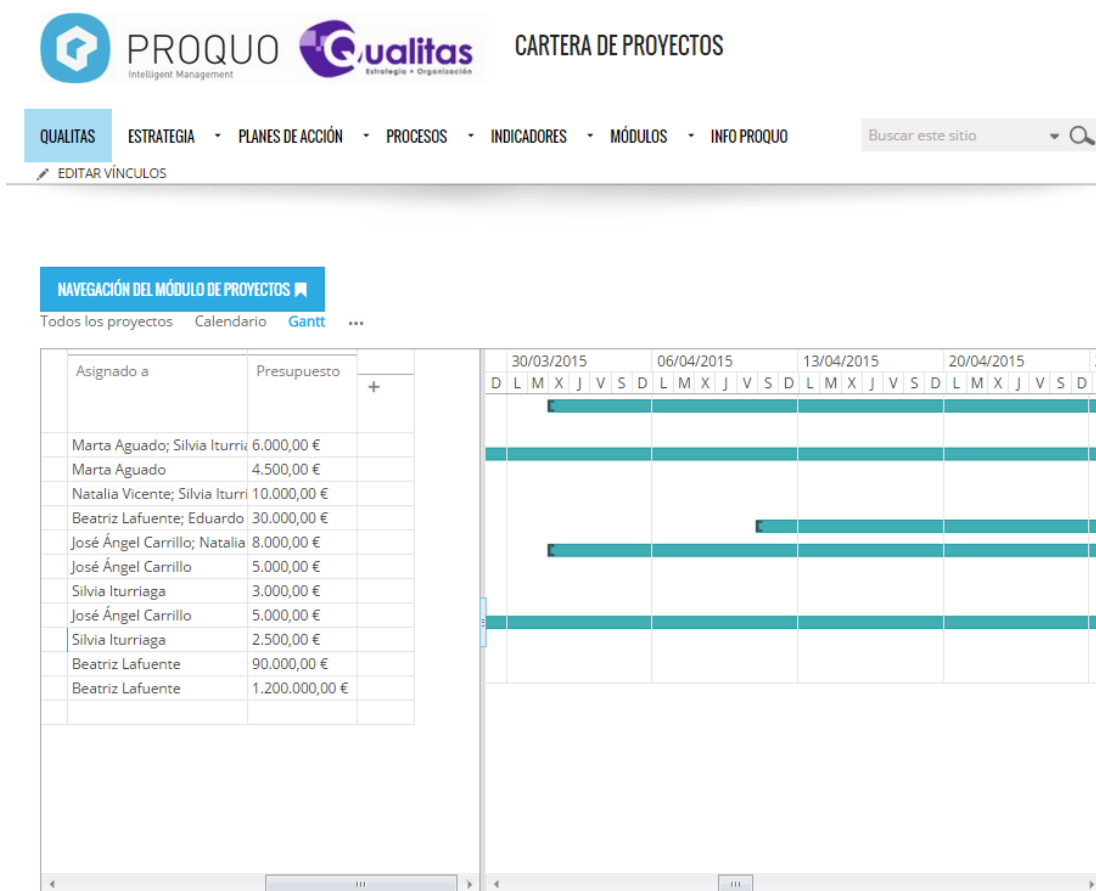 PROQUO
Intelligent Management
Qualitas
Estrategia + Organización
CARTERA DE PROYECTOS
QUALITAS ESTRATEGIA PLANES DE ACCIÓN PROCESOS INDICADORES MÓDULOS INFO PROQUO
Buscar este sitio
EDITAR VÍNCULOS
NAVEGACIÓN DEL MÓDULO DE PROYECTOS
Todos los proyectos Calendario Gantt ...
Asignado a Presupuesto +
30/03/2015 06/04/2015 13/04/2015 20/04/2015
D L M X J V S D L M X J V S D L M X J V S D L M X J V S D
Marta Aguado; Silvia Iturria 6.000,00 €
Marta Aguado 4.500,00 €
Natalia Vicente; Silvia Iturri 10.000,00 €
Beatriz Lafuente; Eduardo 30.000,00 €
José Ángel Carrillo; Natalia 8.000,00 €
José Ángel Carrillo 5.000,00 €
Silvia Iturriaga 3.000,00 €
José Ángel Carrillo 5.000,00 €
Silvia Iturriaga 2.500,00 €
Beatriz Lafuente 90.000,00 €
Beatriz Lafuente 1.200.000,00 €